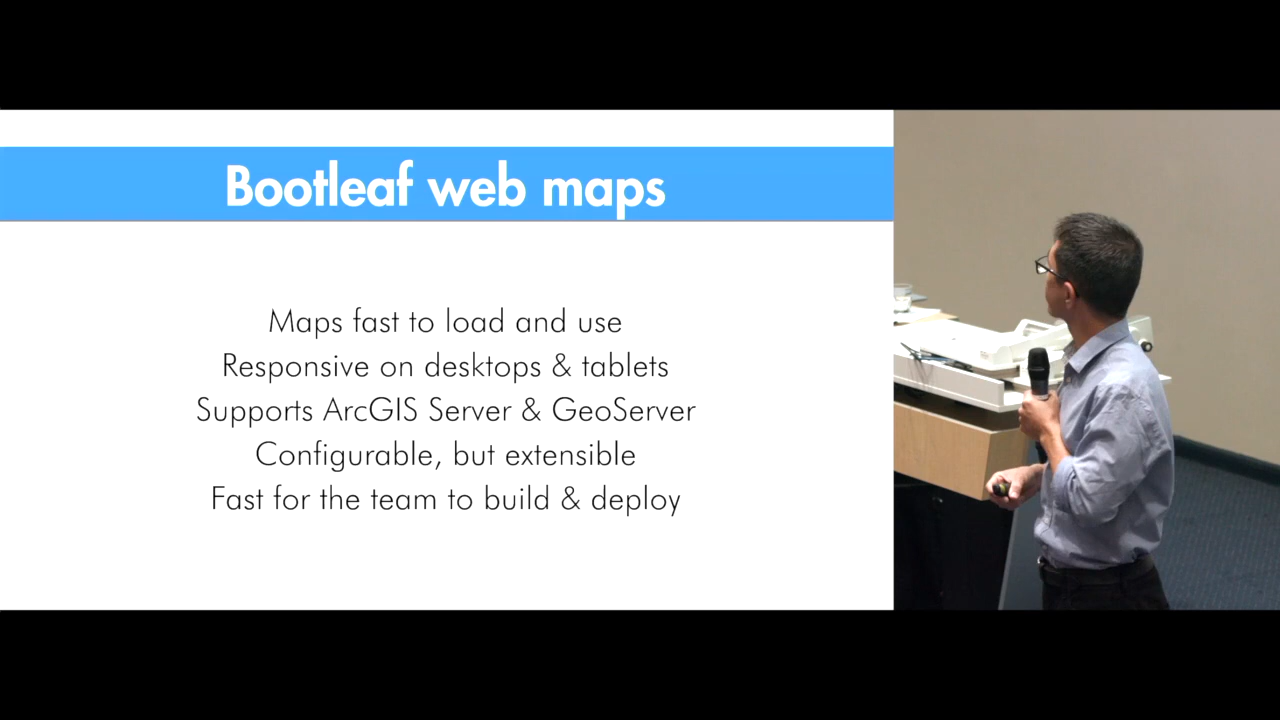 Bootleaf web maps
Maps fast to load and use
Responsive on desktops & tablets
Supports ArcGIS Server & GeoServer
Configurable, but extensible
Fast for the team to build & deploy